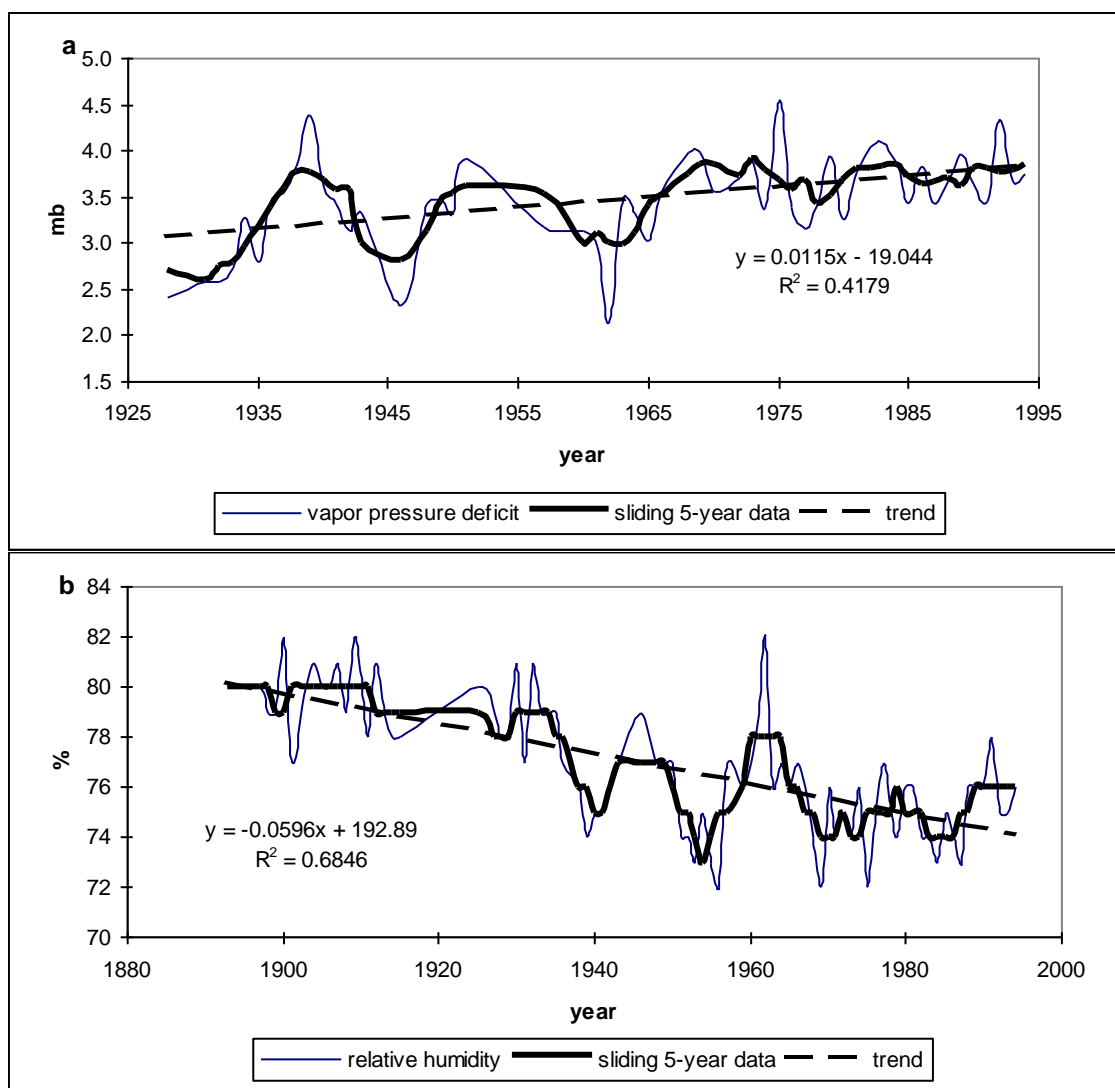 a
5.0
4.5
4.0
3.5
3.0
2.5
2.0
1.5
mb
y = 0.0115x - 19.044
R² = 0.4179
1925 1935 1945 1955 1965 1975 1985 1995
year
vapor pressure deficit sliding 5-year data trend
b
84
82
80
78
76
74
72
70
%
y = -0.0596x + 192.89
R² = 0.6846
1880 1900 1920 1940 1960 1980 2000
year
relative humidity sliding 5-year data trend